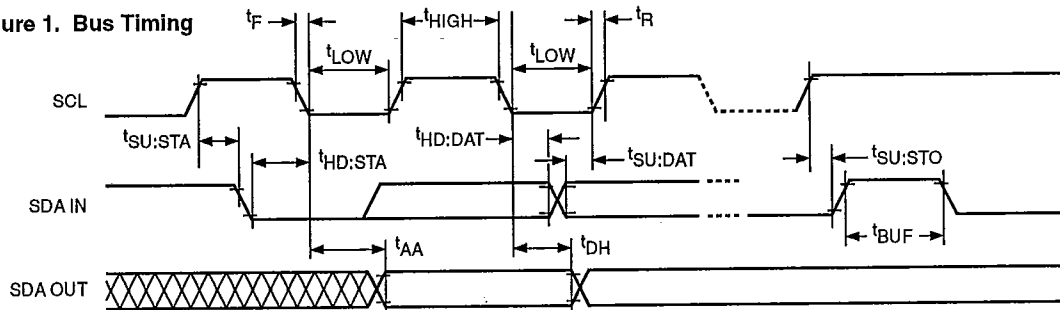 ure 1. Bus Timing
tF
tHIGH
tR
tLOW
tLOW
SCL
tSU:STA
tHD:STA
tHD:DAT
tSU:DAT
tSU:STO
SDA IN
tBUF
tAA
tDH
SDA OUT